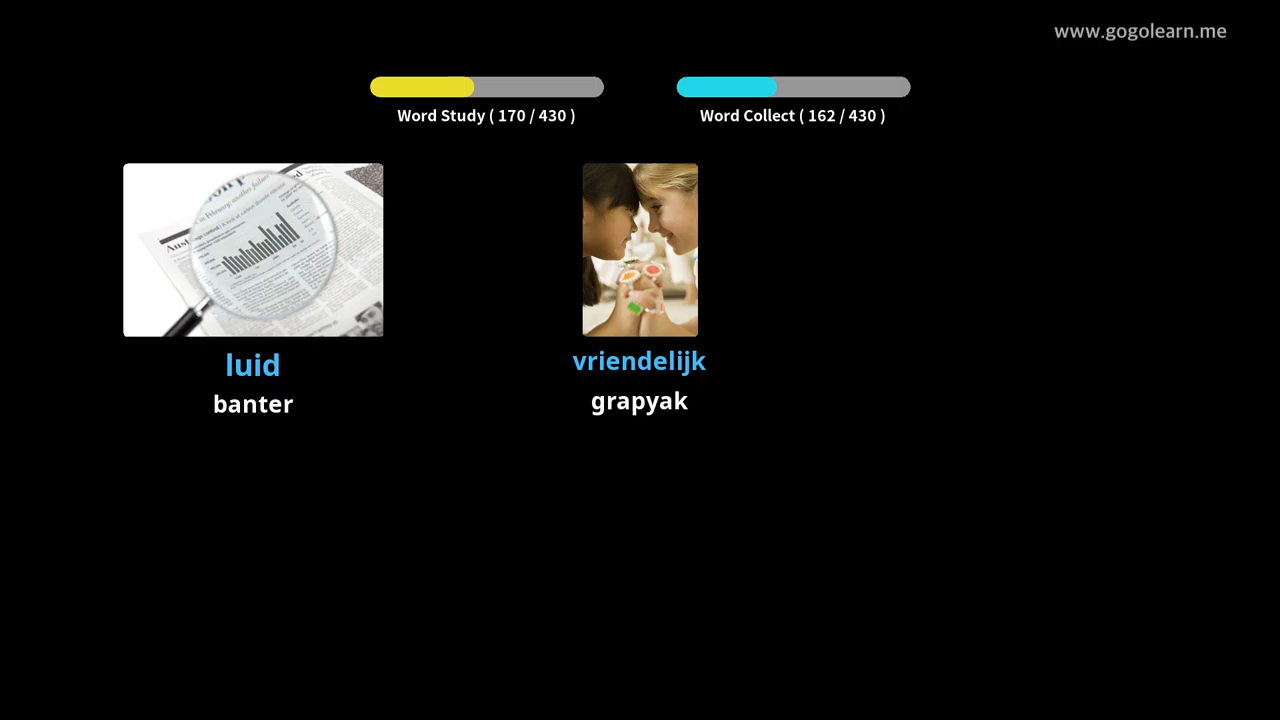 www.gogolearn.me
Word Study ( 170 / 430 )
Word Collect ( 162 / 430 )
luid
banter
vriendelijk
grapyak